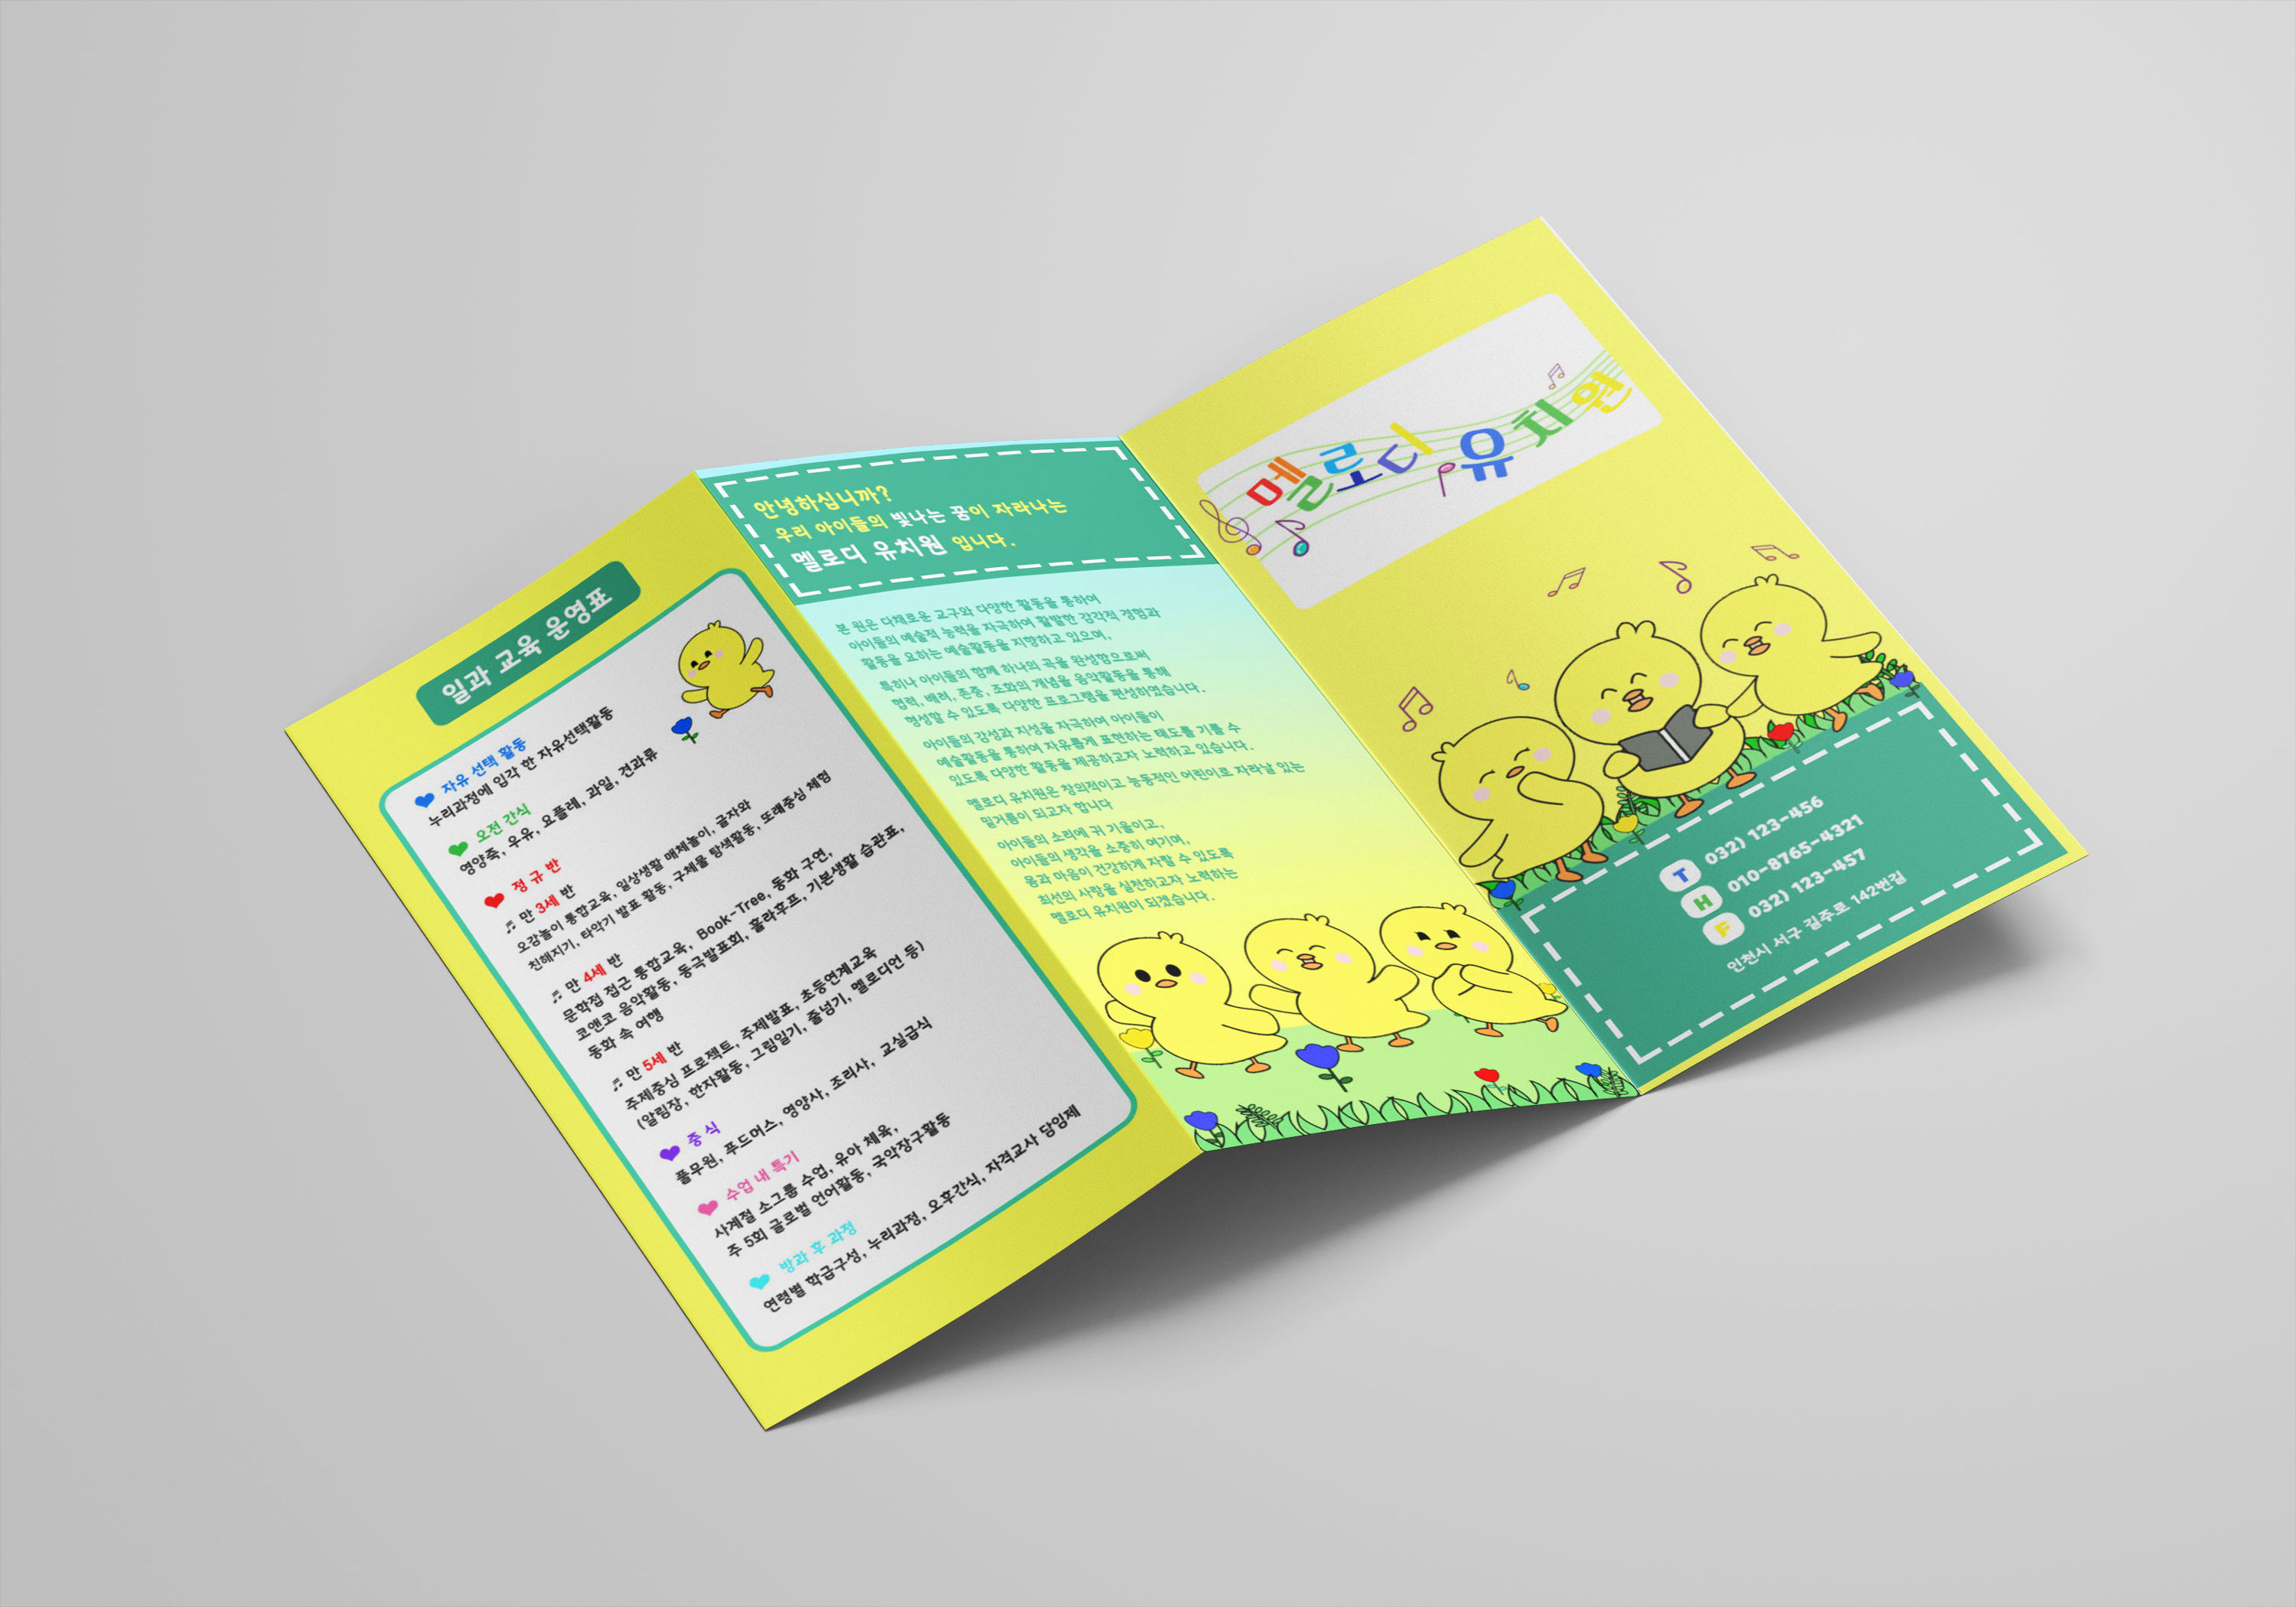 일과 교육 운영표
자유 선택 활동
누리과정에 입각 한 자유선택활동
오전 간식
영양죽, 우유, 요플레, 과일, 견과류
정규 반
만 3세 반
오감놀이 통합교육, 일상생활 매체놀이, 글자와
친해지기, 타악기 발표 활동, 구체물 탐색활동, 또래중심 체험
만 4세 반
문학접 접근 통합교육, Book-Tree, 동화 구연,
코앤코 음악활동, 동극발표회, 훌라후프, 기본생활 습관표,
동화 속 여행
만 5세 반
주제중심 프로젝트, 주제발표, 초등연계교육
(알림장, 한자활동, 그림일기, 줄넘기, 멜로디언 등)
중식
풀무원, 푸드머스, 영양사, 조리사, 교실급식
수업 내 특기
사계절 소그룹 수업, 유아 체육,
주 5회 글로벌 언어활동, 국악장구활동
방과 후 과정
연령별 학급구성, 누리과정, 오후간식, 자격교사 담임제
안녕하십니까?
우리 아이들의 빛나는 꿈이 자라나는
멜로디 유치원 입니다.
본 원은 다채로운 교구와 다양한 활동을 통하여
아이들의 예술적 능력을 자극하여 활발한 감각적 경험과
활동을 요하는 예술활동을 지향하고 있으며,
특히나 아이들의 함께 하나의 곡을 완성함으로써
협력, 배려, 존중, 조화의 개념을 음악활동을 통해
형성할 수 있도록 다양한 프로그램을 편성하였습니다.
아이들의 감성과 지성을 자극하여 아이들이
예술활동을 통하여 자유롭게 표현하는 태도를 기를 수
있도록 다양한 활동을 제공하고자 노력하고 있습니다.
멜로디 유치원은 창의적이고 능동적인 어린이로 자라날 있는
밑거름이 되고자 합니다
아이들의 소리에 귀 기울이고,
아이들의 생각을 소중히 여기며,
몸과 마음이 건강하게 자랄 수 있도록
최선의 사랑을 실천하고자 노력하는
멜로디 유치원이 되겠습니다.
멜로디 유치원
T 032) 123-456
H 010-8765-4321
F 032) 123-457
인천시 서구 길주로 142번길